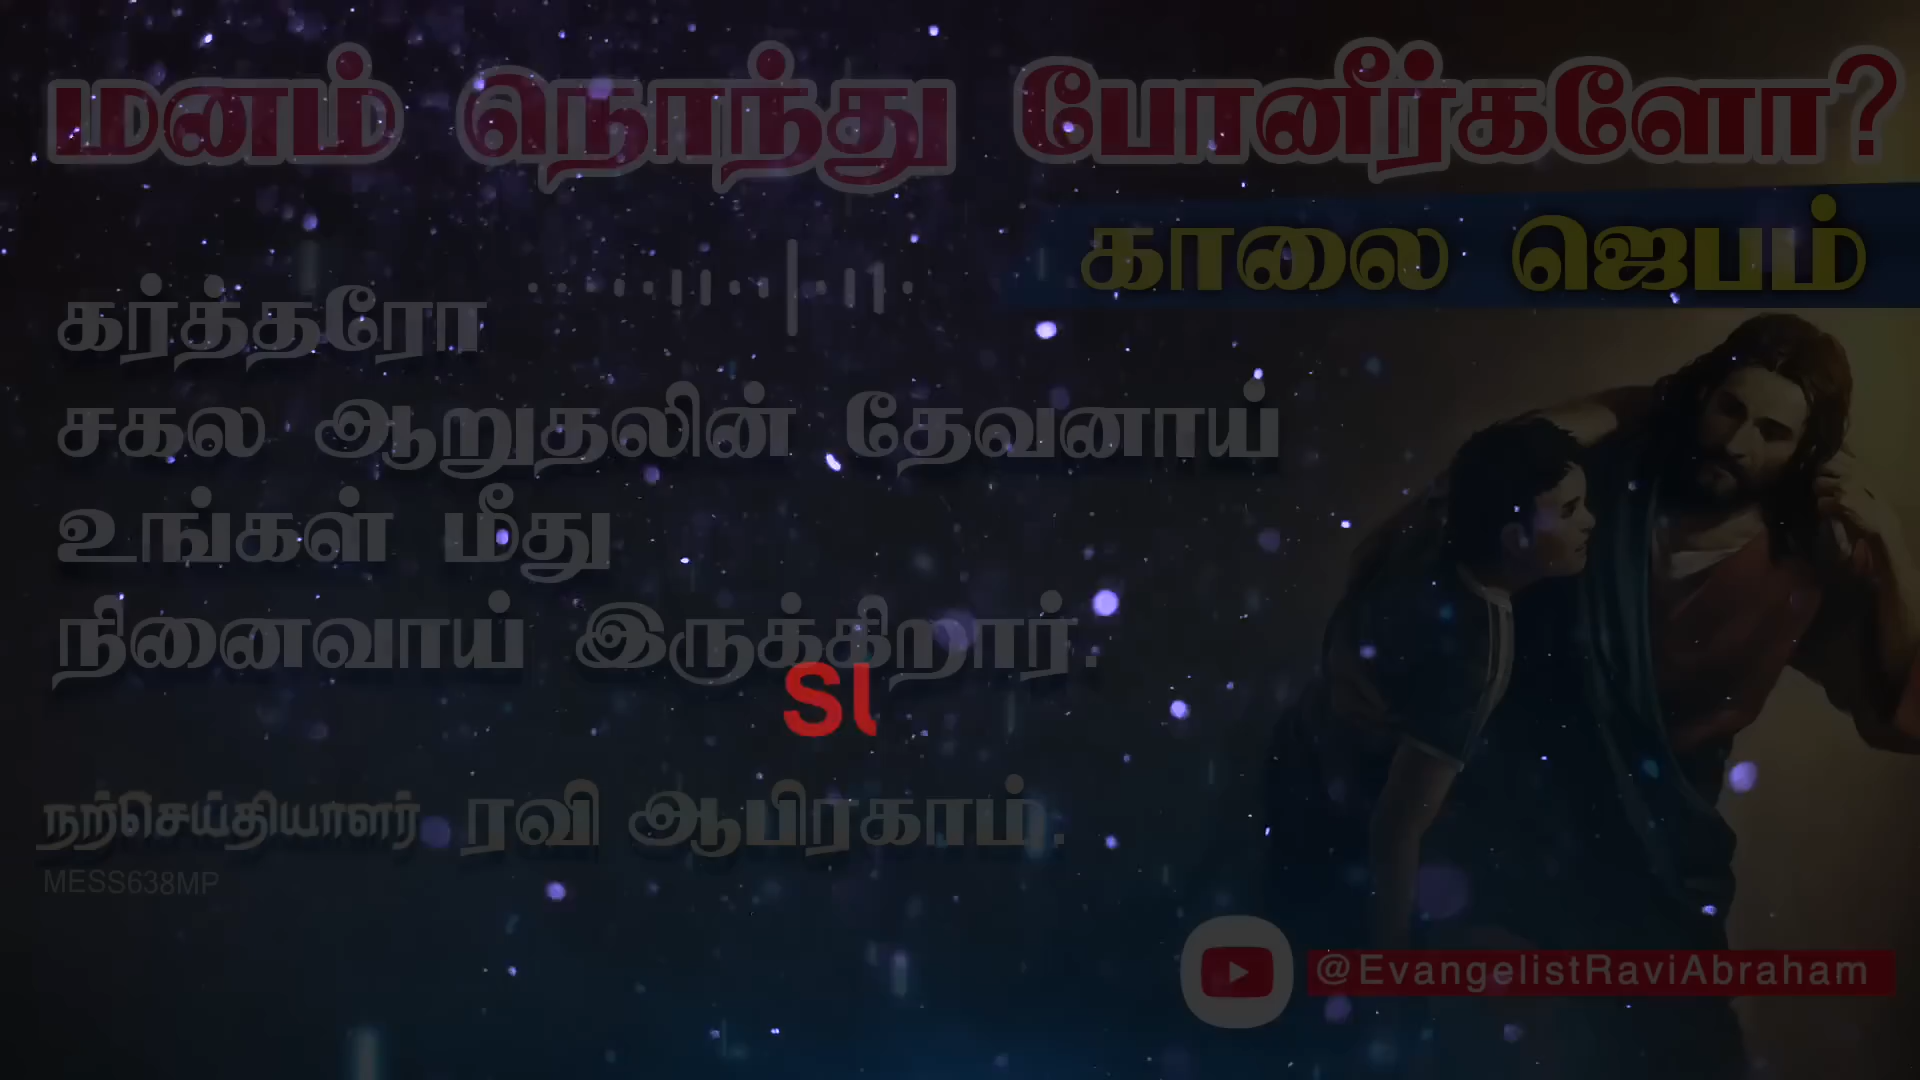 மனம் நொந்து போனீர்களோ?
காலை ஜெபம்
கர்த்தரோ
சகல ஆறுதலின் தேவனாய்
உங்கள் மீது
நினைவாய் இருக்கிறார்.
நற்செய்தியாளர் ரவி ஆபிரகாம்.
MESS638MP
@EvangelistRaviAbraham